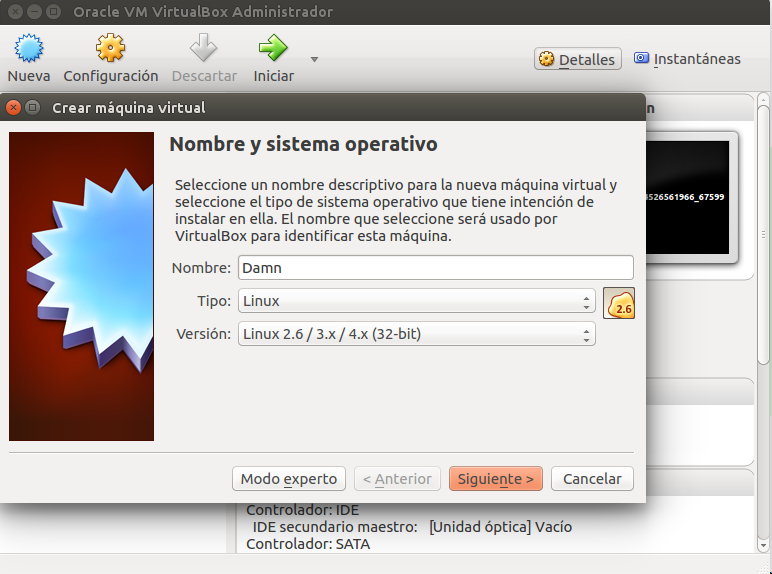 Oracle VM VirtualBox Administrador
Nueva Configuración Descartar Iniciar
Detalles Instantáneas
Crear máquina virtual
Nombre y sistema operativo
4526561966_67599
Seleccione un nombre descriptivo para la nueva máquina virtual y
seleccione el tipo de sistema operativo que tiene intención de
instalar en ella. El nombre que seleccione será usado por
VirtualBox para identificar esta máquina.
Nombre: Damn
Tipo: Linux
2.6
Versión: Linux 2.6 / 3.x / 4.x (32-bit)
Modo experto < Anterior Siguiente > Cancelar
Controlador: IDE
IDE secundario maestro: [Unidad óptica] Vacío
Controlador: SATA